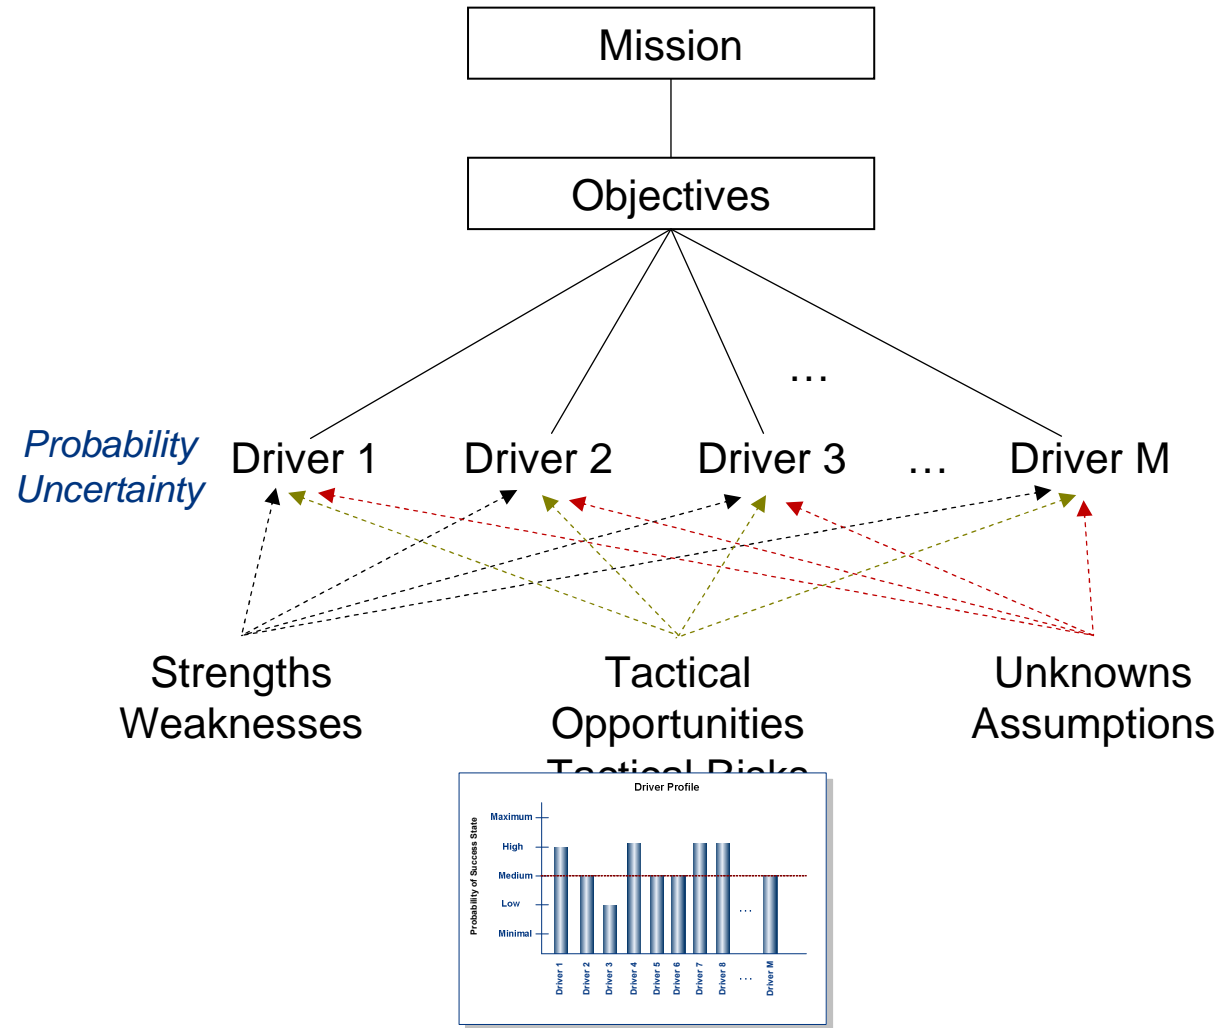 Mission
Objectives
…
Probability
Uncertainty
Driver 1
Driver 2
Driver 3
…
Driver M
Strengths
Weaknesses
Tactical
Opportunities
Tactical Risks
Unknowns
Assumptions
Driver Profile
Probability of Success State
Maximum
High
Medium
Low
Minimal
…
Driver 1
Driver 2
Driver 3
Driver 4
Driver 5
Driver 6
Driver 7
Driver 8
…
Driver M